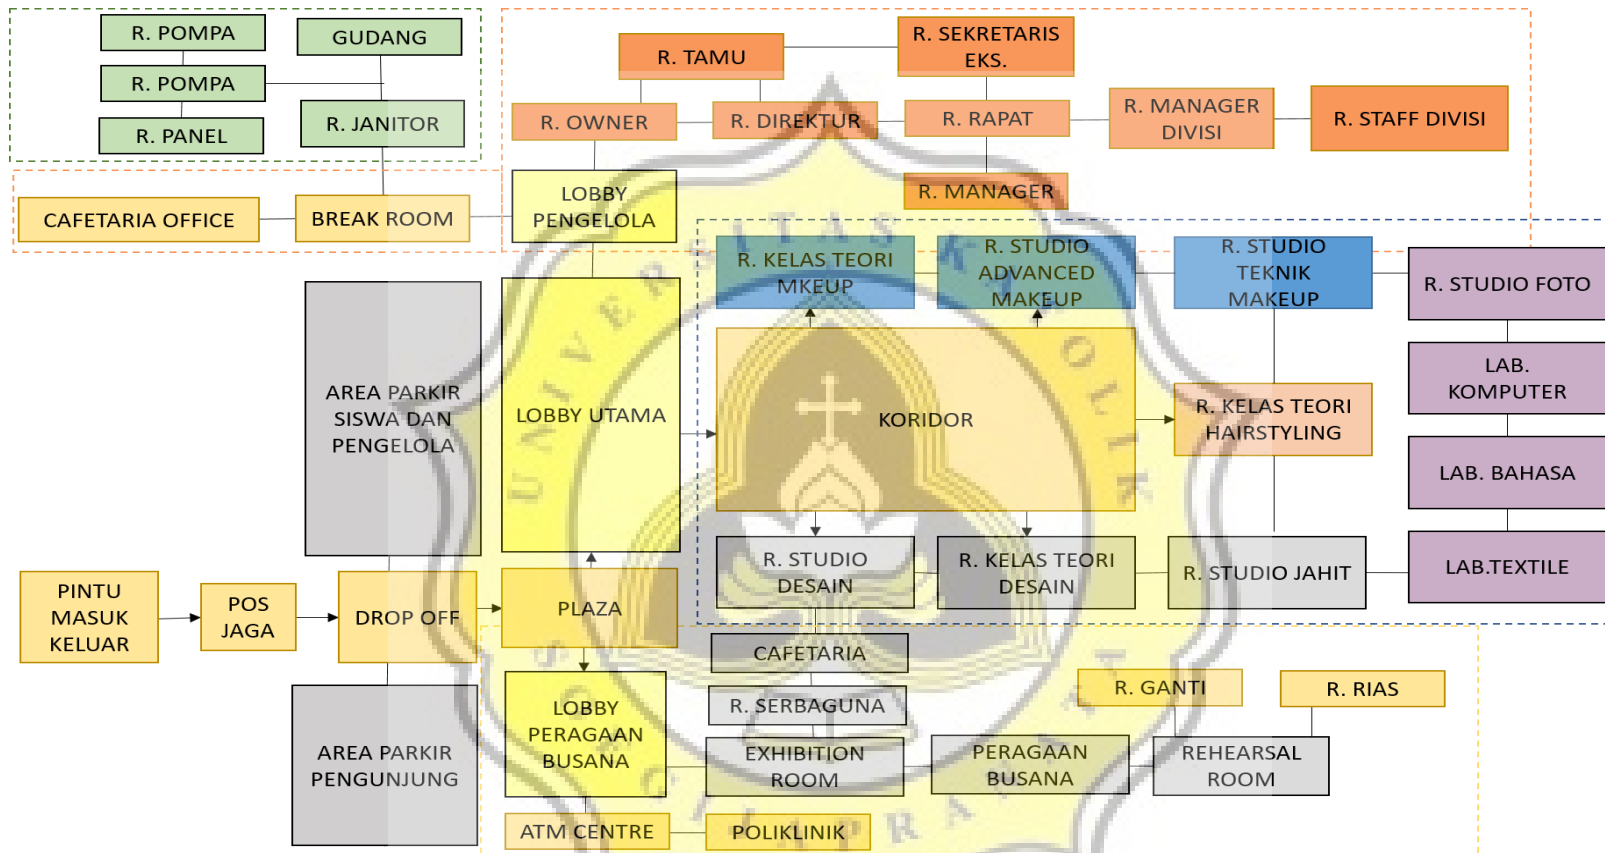 R. POMPA
GUDANG
R. POMPA
R. PANEL
R. JANITOR
R. TAMU
R. SEKRETARIS
EKS.
R. OWNER
R. DIREKTUR
R. RAPAT
R. MANAGER
DIVISI
R. STAFF DIVISI
R. MANAGER
CAFETARIA OFFICE
BREAK ROOM
LOBBY
PENGELOLA
R. KELAS TEORI
MKEUP
R. STUDIO
ADVANCED
MAKEUP
R. STUDIO
TEKNIK
MAKEUP
R. STUDIO FOTO
AREA PARKIR
SISWA DAN
PENGELOLA
LOBBY UTAMA
KORIDOR
R. KELAS TEORI
HAIRSTYLING
LAB.
KOMPUTER
LAB. BAHASA
LAB.TEXTILE
R. STUDIO
DESAIN
R. KELAS TEORI
DESAIN
R. STUDIO JAHIT
PINTU
MASUK
KELUAR
POS
JAGA
DROP OFF
PLAZA
CAFETARIA
R. SERBAGUNA
R. GANTI
R. RIAS
AREA PARKIR
PENGUNJUNG
LOBBY
PERAGAAN
BUSANA
EXHIBITION
ROOM
PERAGAAN
BUSANA
REHEARSAL
ROOM
ATM CENTRE
POLIKLINIK
UNIVERSITAS KATOLIK
SOEGIJAPRANATA